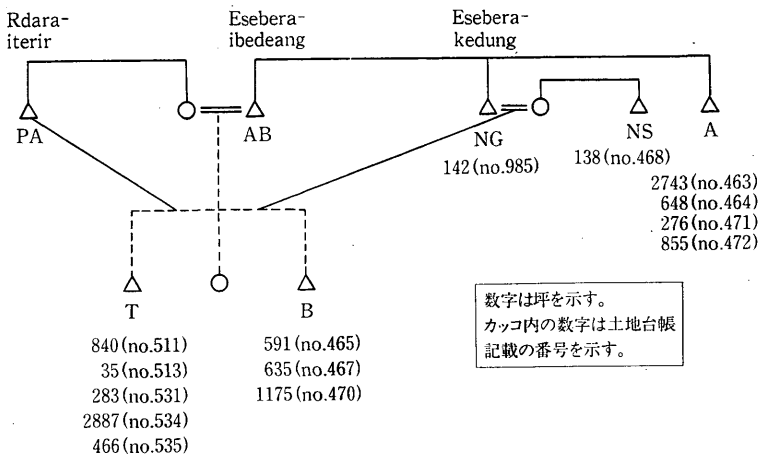 Rdara-
iterir
Esebera-
ibedeang
Esebera-
kedung
PA
AB
NG
NS
A
142(no.985)
138(no.468)
2743(no.463)
648(no.464)
276(no.471)
855(no.472)
T
B
840(no.511)
35(no.513)
283(no.531)
2887(no.534)
466(no.535)
591(no.465)
635(no.467)
1175(no.470)
数字は坪を示す。
カッコ内の数字は土地台帳
記載の番号を示す。